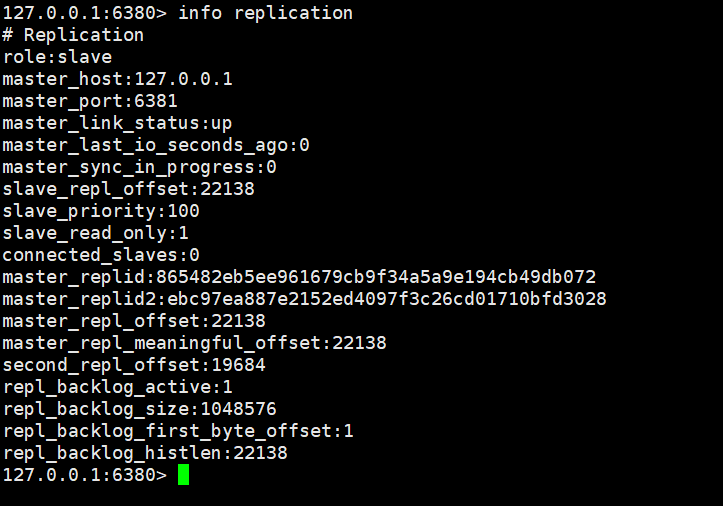 127.0.0.1:6380> info replication
# Replication
role:slave
master_host:127.0.0.1
master_port:6381
master_link_status:up
master_last_io_seconds_ago:0
master_sync_in_progress:0
slave_repl_offset:22138
slave_priority:100
slave_read_only:1
connected_slaves:0
master_replid:865482eb5ee961679cb9f34a5a9e194cb49db072
master_replid2:ebc97ea887e2152ed4097f3c26cd01710bfd3028
master_repl_offset:22138
master_repl_meaningful_offset:22138
second_repl_offset:19684
repl_backlog_active:1
repl_backlog_size:1048576
repl_backlog_first_byte_offset:1
repl_backlog_histlen:22138
127.0.0.1:6380>